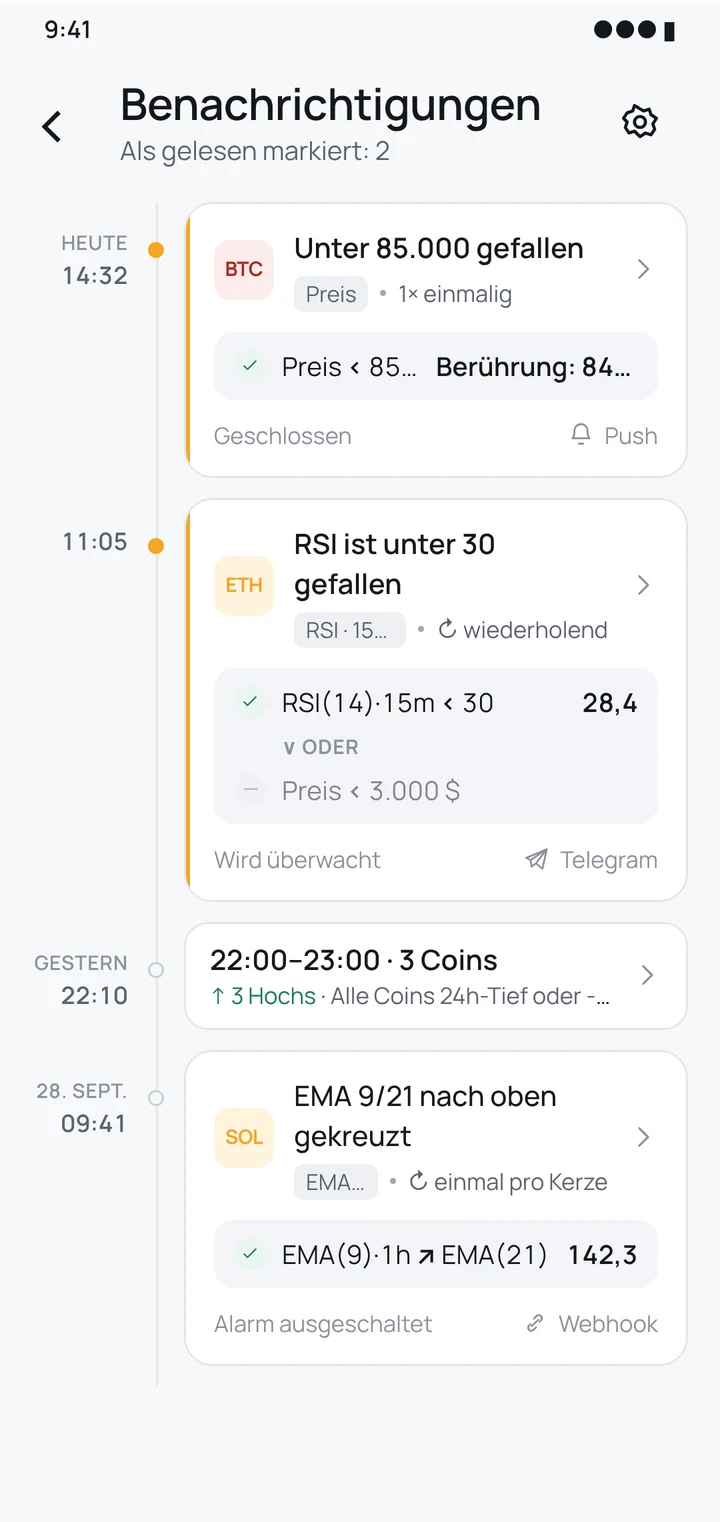 9:41
Benachrichtigungen
Als gelesen markiert: 2
HEUTE
14:32
BTC
Unter 85.000 gefallen
Preis • 1× einmalig
Preis < 85… Berührung: 84…
Geschlossen Push
11:05
ETH
RSI ist unter 30
gefallen
RSI · 15… • ↻ wiederholend
RSI(14)·15m < 30 28,4
∨ ODER
Preis < 3.000 $
Wird überwacht Telegram
GESTERN
22:10
22:00–23:00 · 3 Coins
↑ 3 Hochs · Alle Coins 24h-Tief oder -…
28. SEPT.
09:41
SOL
EMA 9/21 nach oben
gekreuzt
EMA… • ↻ einmal pro Kerze
EMA(9)·1h ↗ EMA(21) 142,3
Alarm ausgeschaltet Webhook